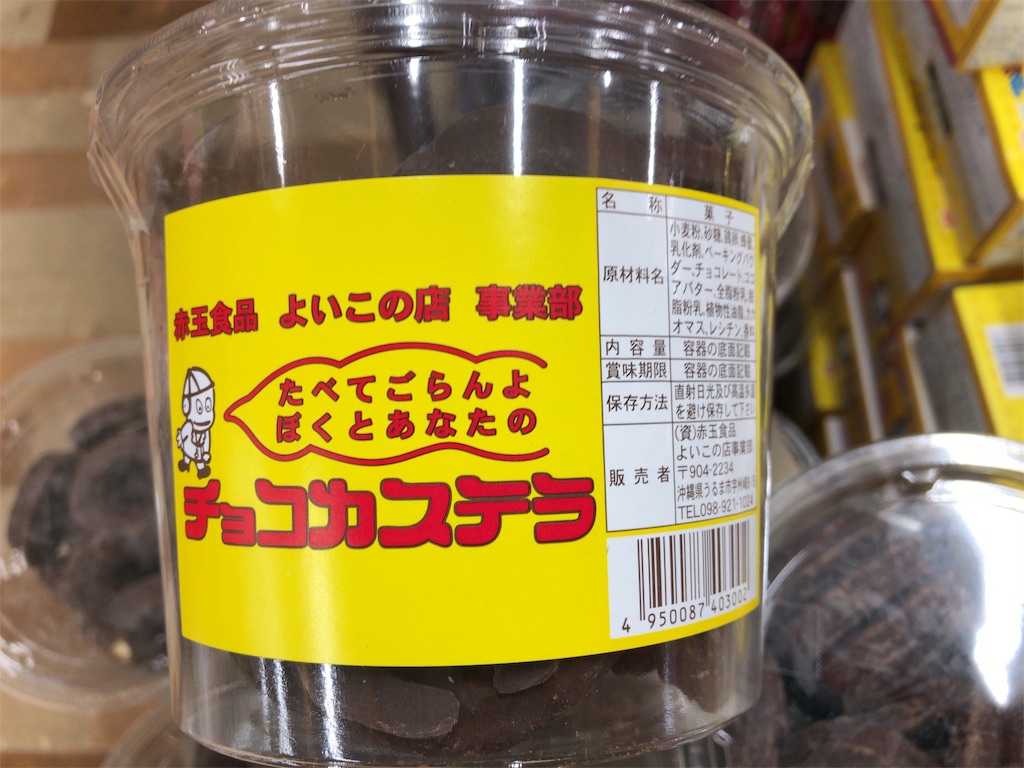 赤玉食品 よいこの店 事業部
たべてごらんよ
ぼくとあなたの
チョコカステラ
名 称 菓 子
原材料名 小麦粉、砂糖、鶏卵、蜂蜜、
乳化剤、ベーキングパウ
ダー、チョコレート、ココ
アバター、全脂粉乳、脱
脂粉乳、植物性油脂、カカ
オマス、レシチン、香料
内容量 容器の底面記載
賞味期限 容器の底面記載
保存方法 直射日光及び高温多湿
を避け保存して下さい
販売者 (資)赤玉食品
よいこの店事業部
〒904-2234
沖縄県うるま市字州崎
TEL098-921-1024
4 950087 403002